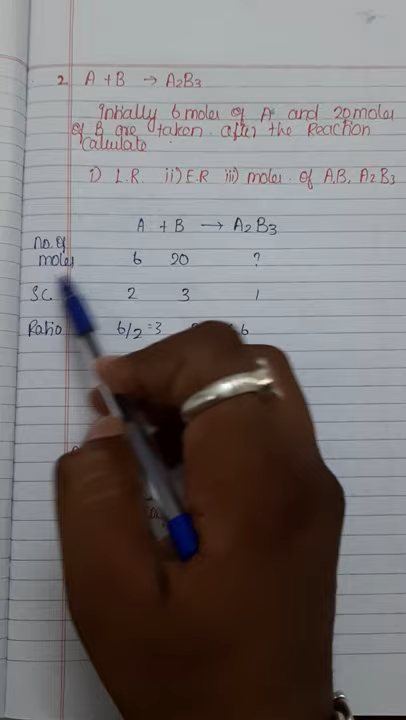 2. A + B → A2B3
Initially 6 moles of A and 20 moles
of B are taken. after the Reaction
Calculate
i) L.R. ii) E.R iii) moles of A.B, A2B3
A + B → A2B3
no. of
moles 6 20 ?
S.C. 2 3 1
Ratio 6/2 = 3 6